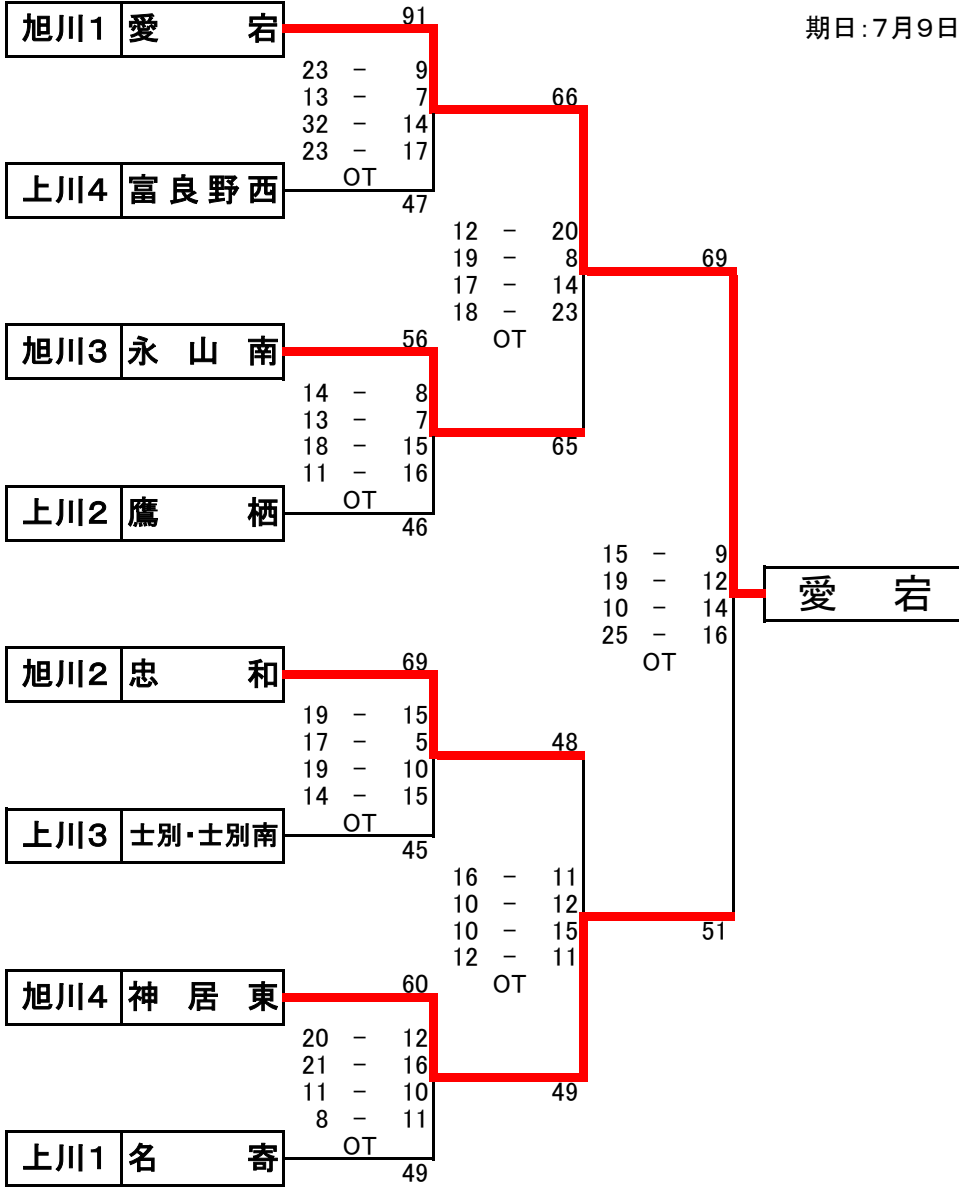 91
旭川1 愛宕
期日:7月9日
23 - 9
13 - 7
32 - 14
23 - 17
OT
上川4 富良野西
47
66
12 - 20
19 - 8
17 - 14
18 - 23
OT
69
56
旭川3 永山南
14 - 8
13 - 7
18 - 15
11 - 16
OT
上川2 鷹栖
46
65
15 - 9
19 - 12
10 - 14
25 - 16
OT
愛宕
69
旭川2 忠和
19 - 15
17 - 5
19 - 10
14 - 15
OT
上川3 士別・士別南
45
48
16 - 11
10 - 12
10 - 15
12 - 11
OT
51
60
旭川4 神居東
20 - 12
21 - 16
11 - 10
8 - 11
OT
49
上川1 名寄
49